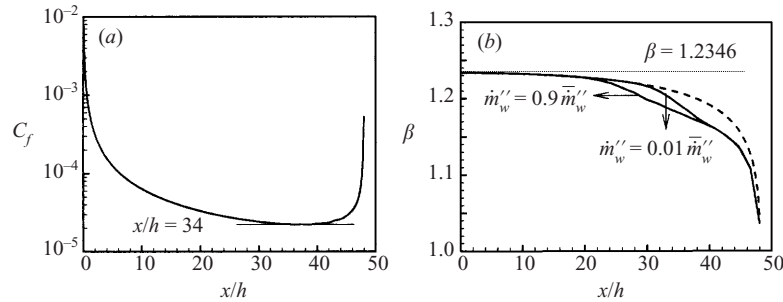 10⁻²
(a)
10⁻³
C_f
10⁻⁴
x/h = 34
10⁻⁵
0 10 20 30 40 50
x/h
1.3
(b)
β = 1.2346
1.2
ṁ″_w = 0.9 m̄̇″_w
β
ṁ″_w = 0.01 m̄̇″_w
1.1
1.0
0 10 20 30 40 50
x/h